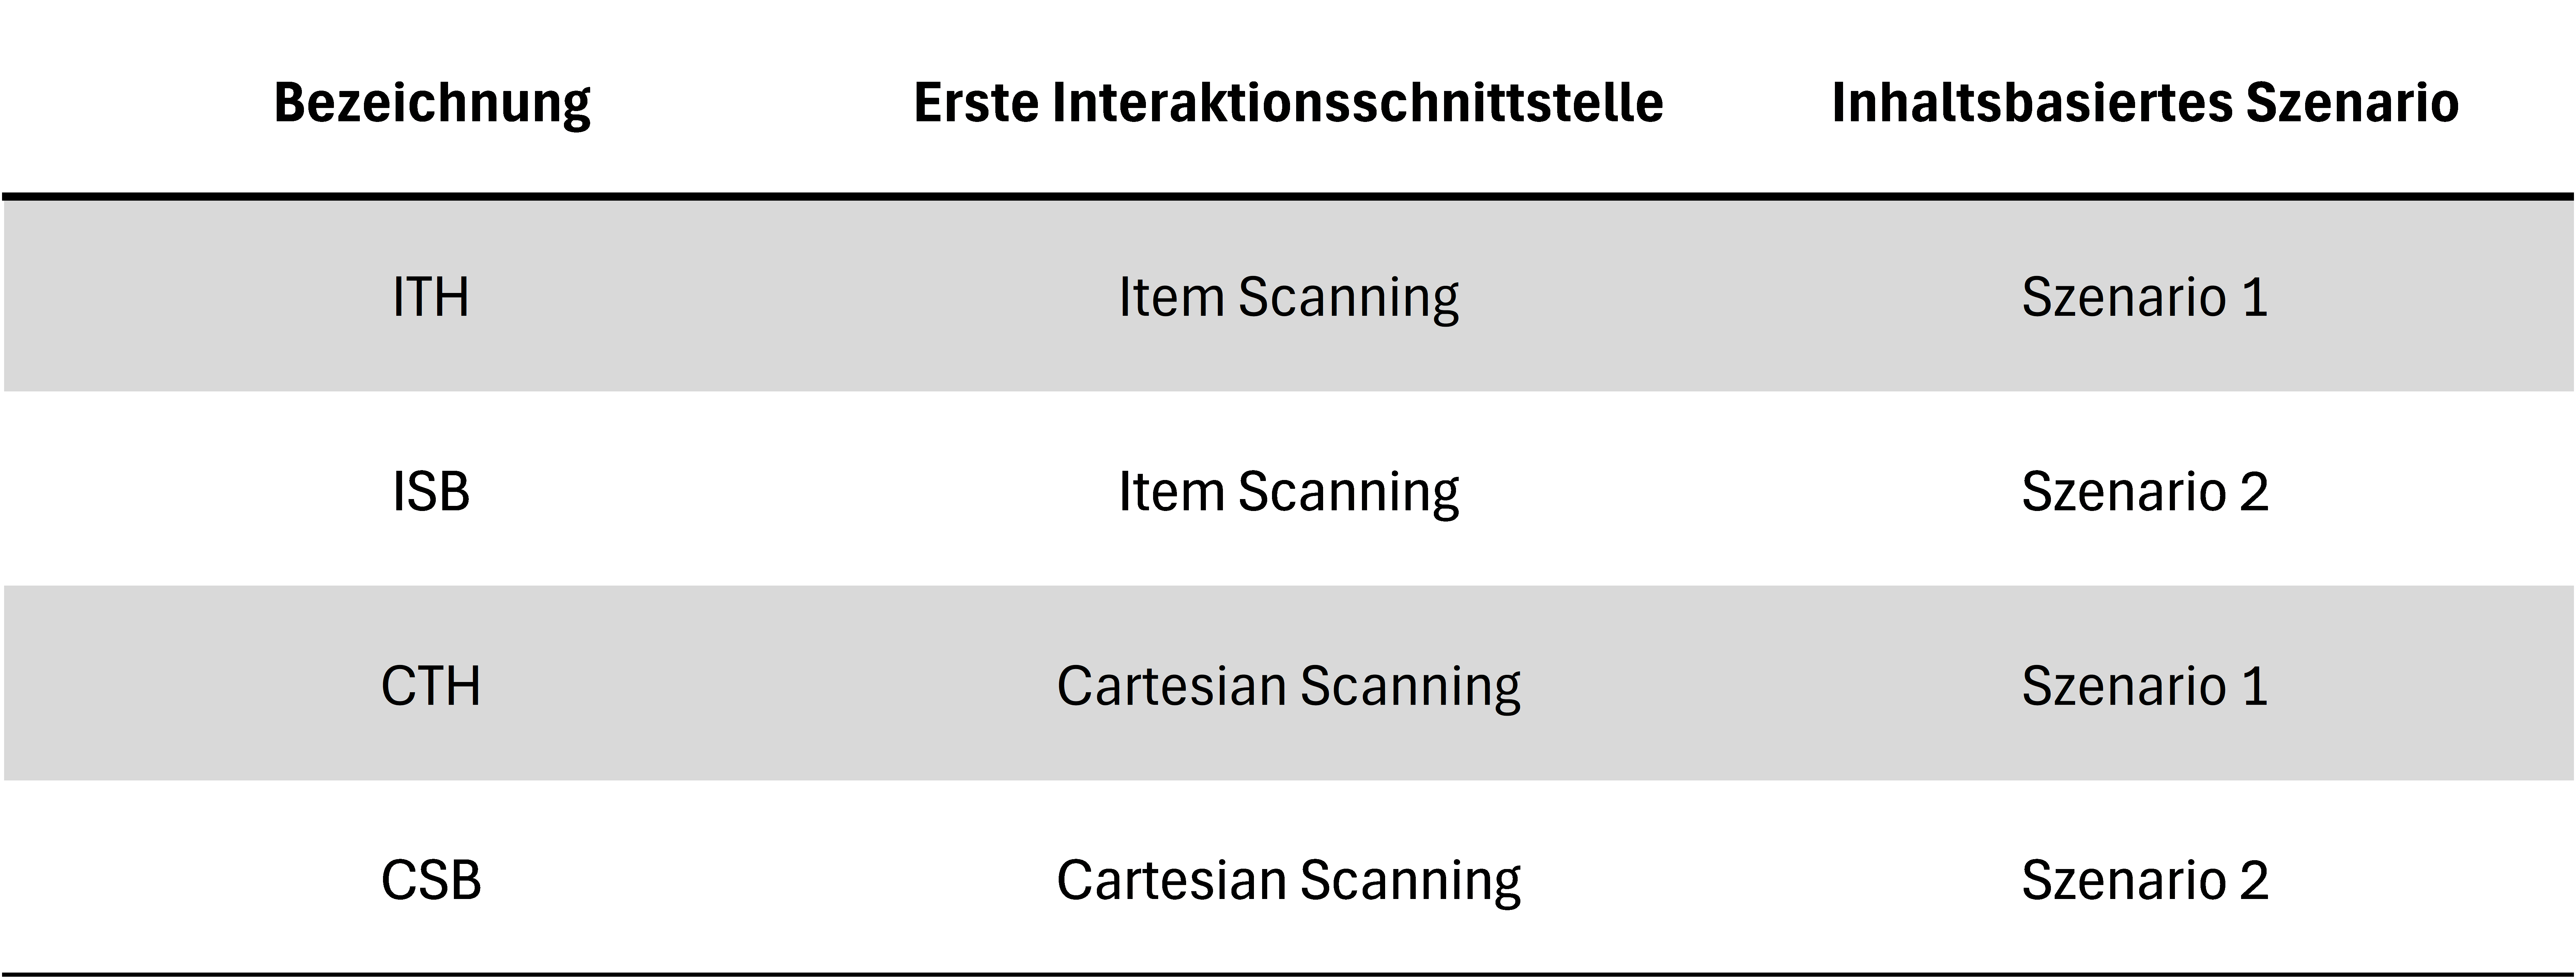 Bezeichnung Erste Interaktionsschnittstelle Inhaltsbasiertes Szenario
ITH Item Scanning Szenario 1
ISB Item Scanning Szenario 2
CTH Cartesian Scanning Szenario 1
CSB Cartesian Scanning Szenario 2